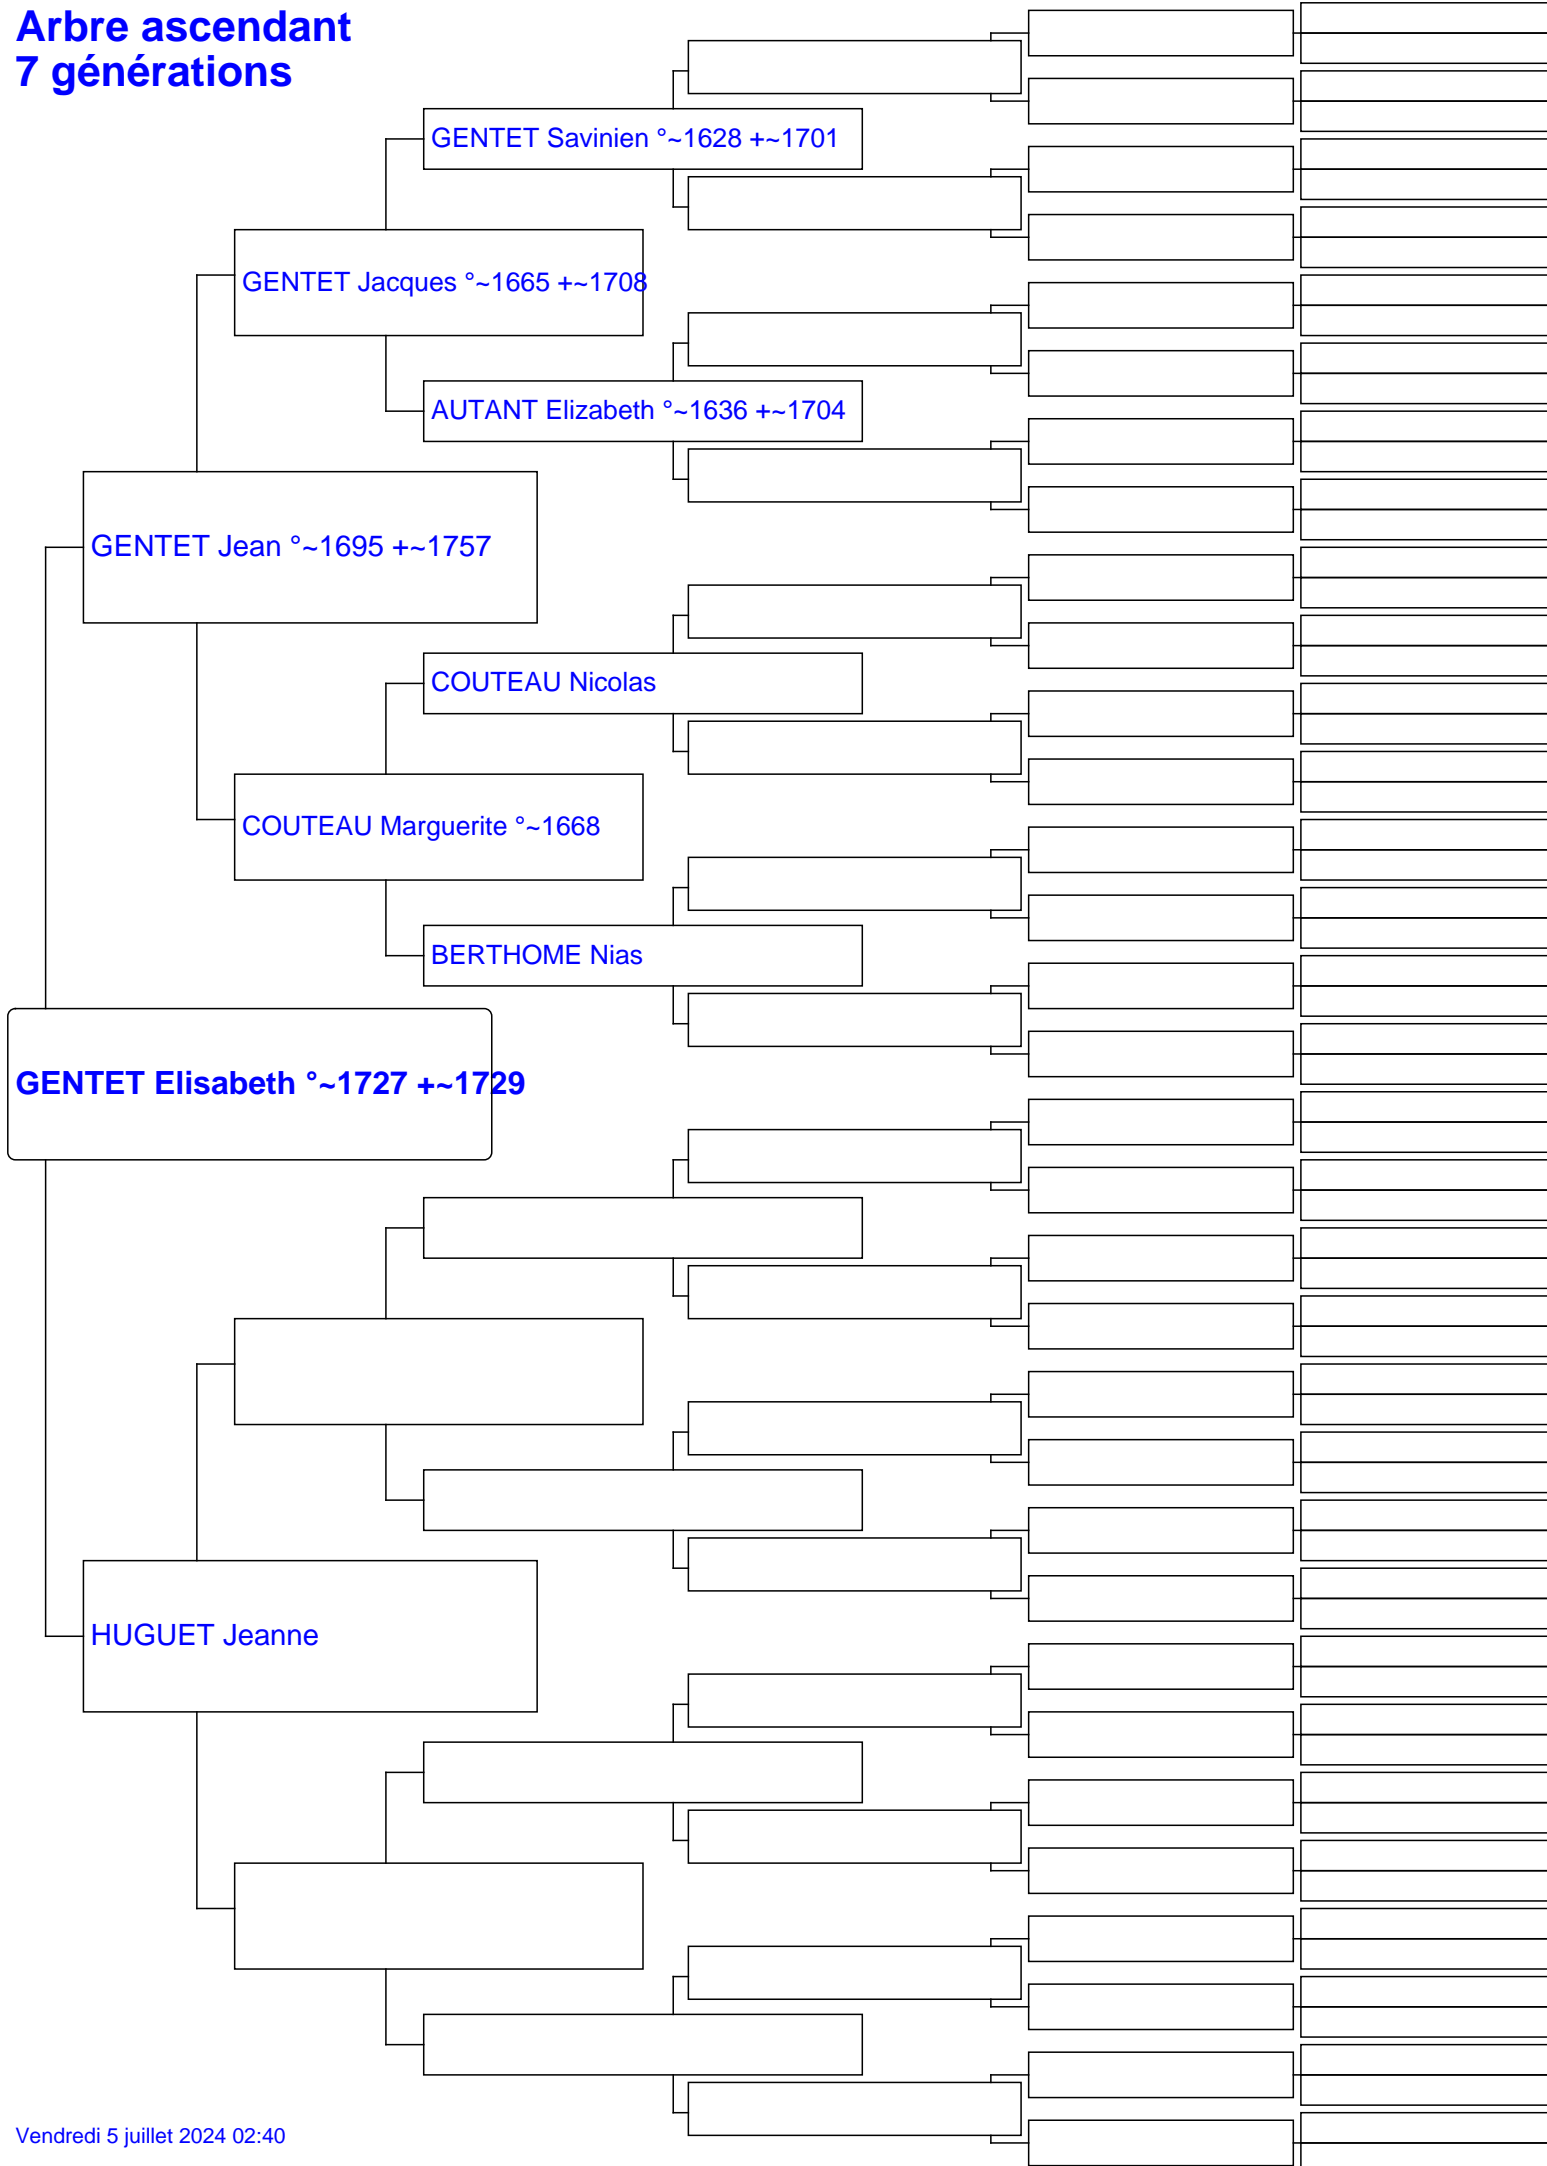 Arbre ascendant
7 générations
GENTET Savinien °~1628 +~1701
GENTET Jacques °~1665 +~1708
AUTANT Elizabeth °~1636 +~1704
GENTET Jean °~1695 +~1757
COUTEAU Nicolas
COUTEAU Marguerite °~1668
BERTHOME Nias
GENTET Elisabeth °~1727 +~1729
HUGUET Jeanne
Vendredi 5 juillet 2024 02:40